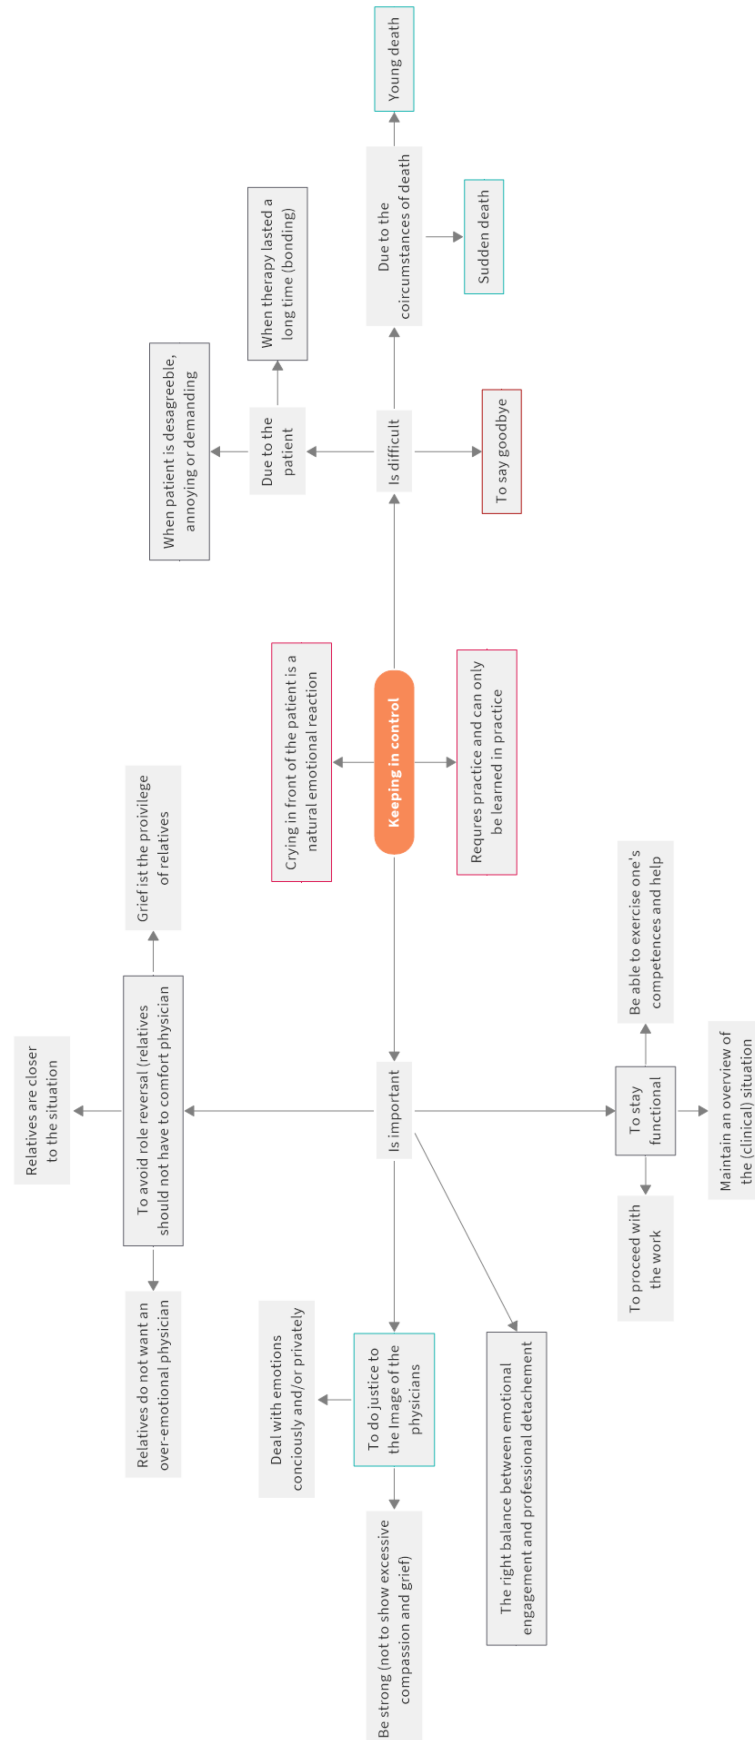 Be strong (not to show excessive
compassion and grief)
Deal with emotions
conciously and/or privately
To do justice to
the Image of the
physicians
The right balance between emotional
engagement and professional detachement
Relatives do not want an
over-emotional physician
Relatives are closer
to the situation
To avoid role reversal (relatives
should not have to comfort physician
Grief ist the proivilege
of relatives
Is important
To proceed with
the work
To stay
functional
Maintain an overview of
the (clinical) situation
Be able to exercise one's
competences and help
Crying in front of the patient is a
natural emotional reaction
Keeping in control
Requres practice and can only
be learned in practice
When patient is desagreeble,
annoying or demanding
Due to the
patient
When therapy lasted a
long time (bonding)
Is difficult
To say goodbye
Due to the
coircumstances of death
Sudden death
Young death